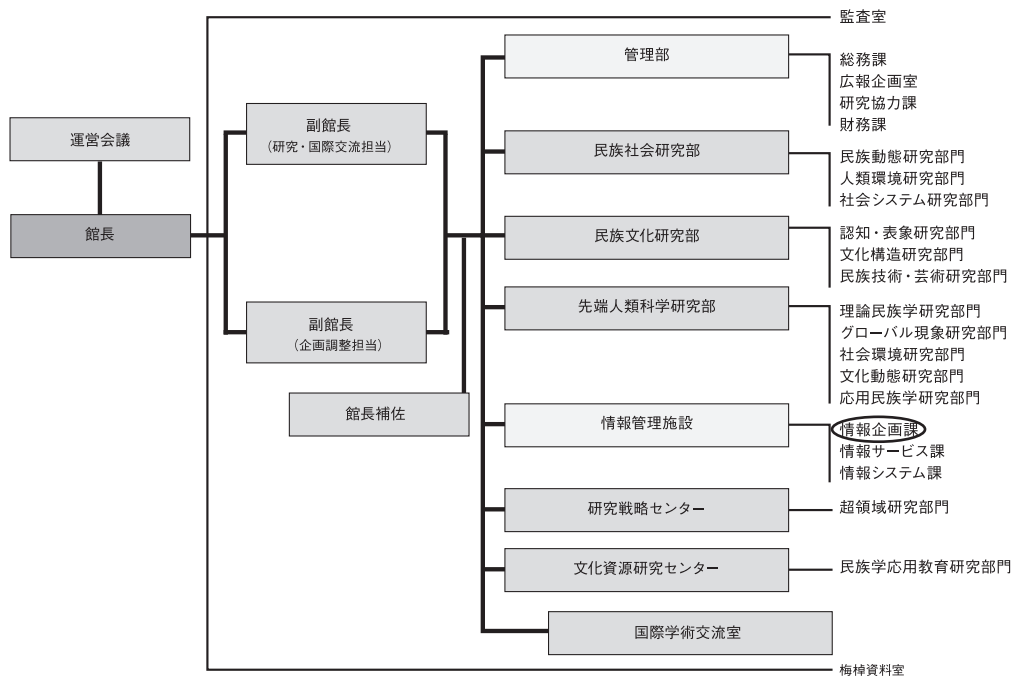 監査室
管理部
総務課
広報企画室
研究協力課
財務課
運営会議
館長
副館長
（研究・国際交流担当）
副館長
（企画調整担当）
館長補佐
民族社会研究部
民族動態研究部門
人類環境研究部門
社会システム研究部門
民族文化研究部
認知・表象研究部門
文化構造研究部門
民族技術・芸術研究部門
先端人類科学研究部
理論民族学研究部門
グローバル現象研究部門
社会環境研究部門
文化動態研究部門
応用民族学研究部門
情報管理施設
情報企画課
情報サービス課
情報システム課
研究戦略センター
超領域研究部門
文化資源研究センター
民族学応用教育研究部門
国際学術交流室
梅棹資料室